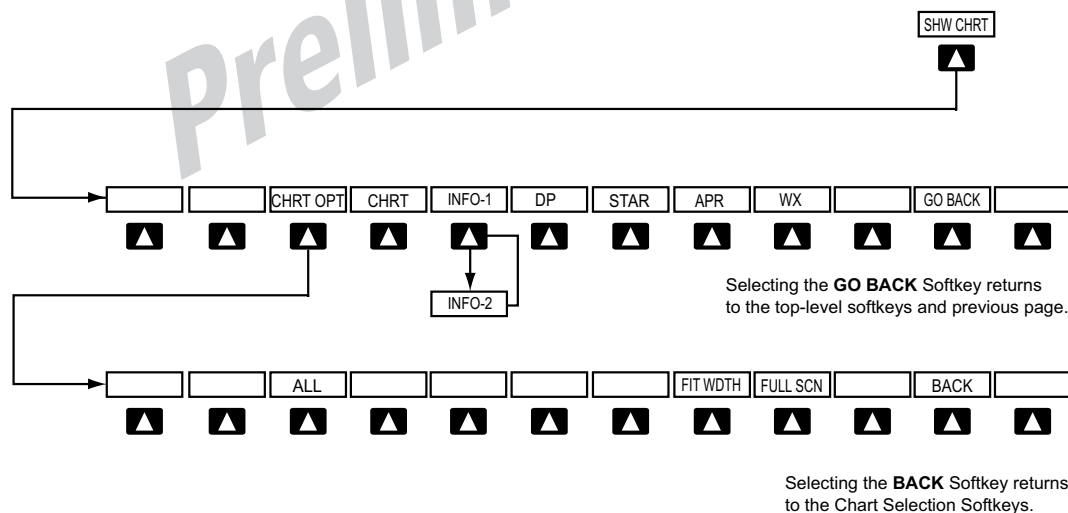 SHW CHRT
CHRT OPT CHRT INFO-1 DP STAR APR WX GO BACK
INFO-2
Selecting the GO BACK Softkey returns
to the top-level softkeys and previous page.
ALL FIT WDTH FULL SCN BACK
Selecting the BACK Softkey returns
to the Chart Selection Softkeys.